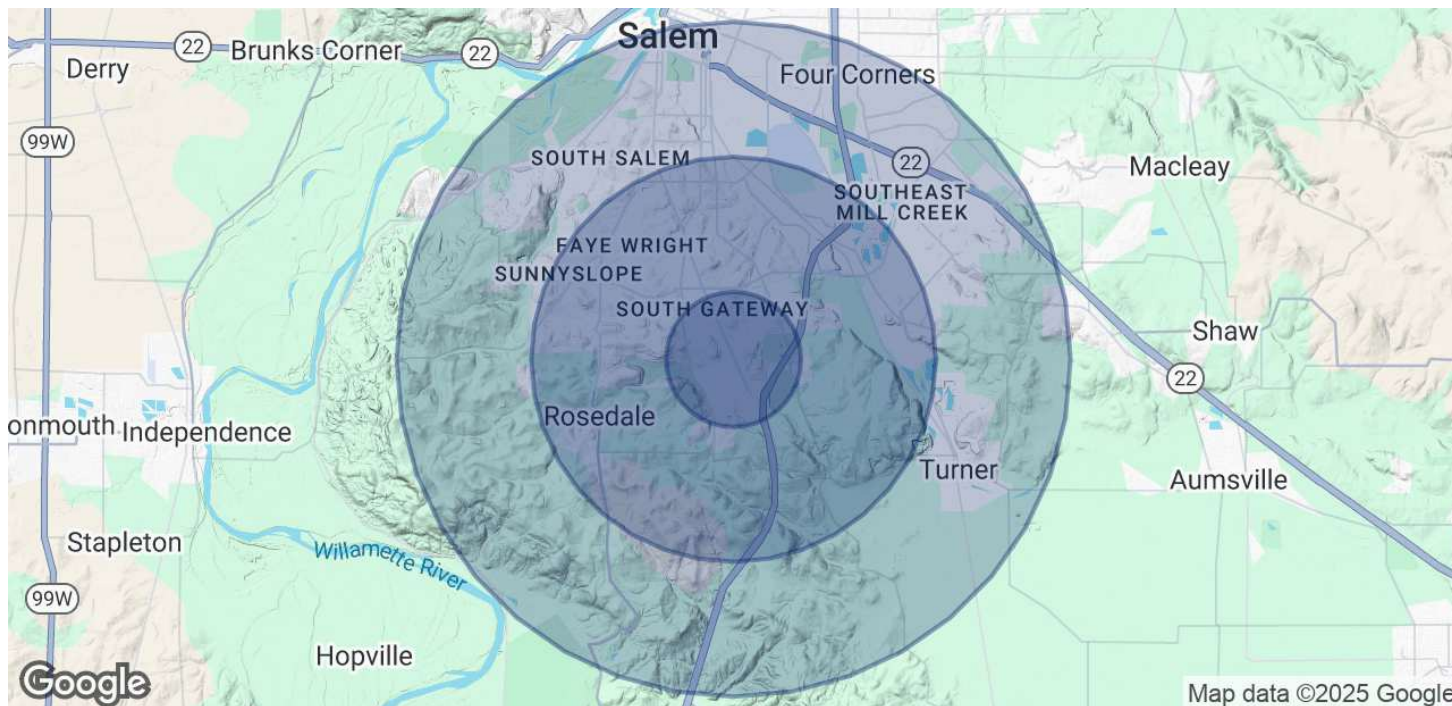 Salem
22
Brunks Corner
22
Derry
Four Corners
99W
SOUTH SALEM
22
Macleay
SOUTHEAST
MILL CREEK
FAYE WRIGHT
SUNNYSLOPE
SOUTH GATEWAY
Shaw
22
Rosedale
onmouth
Independence
Turner
Aumsville
Stapleton
Willamette River
99W
Hopville
Google
Map data ©2025 Google